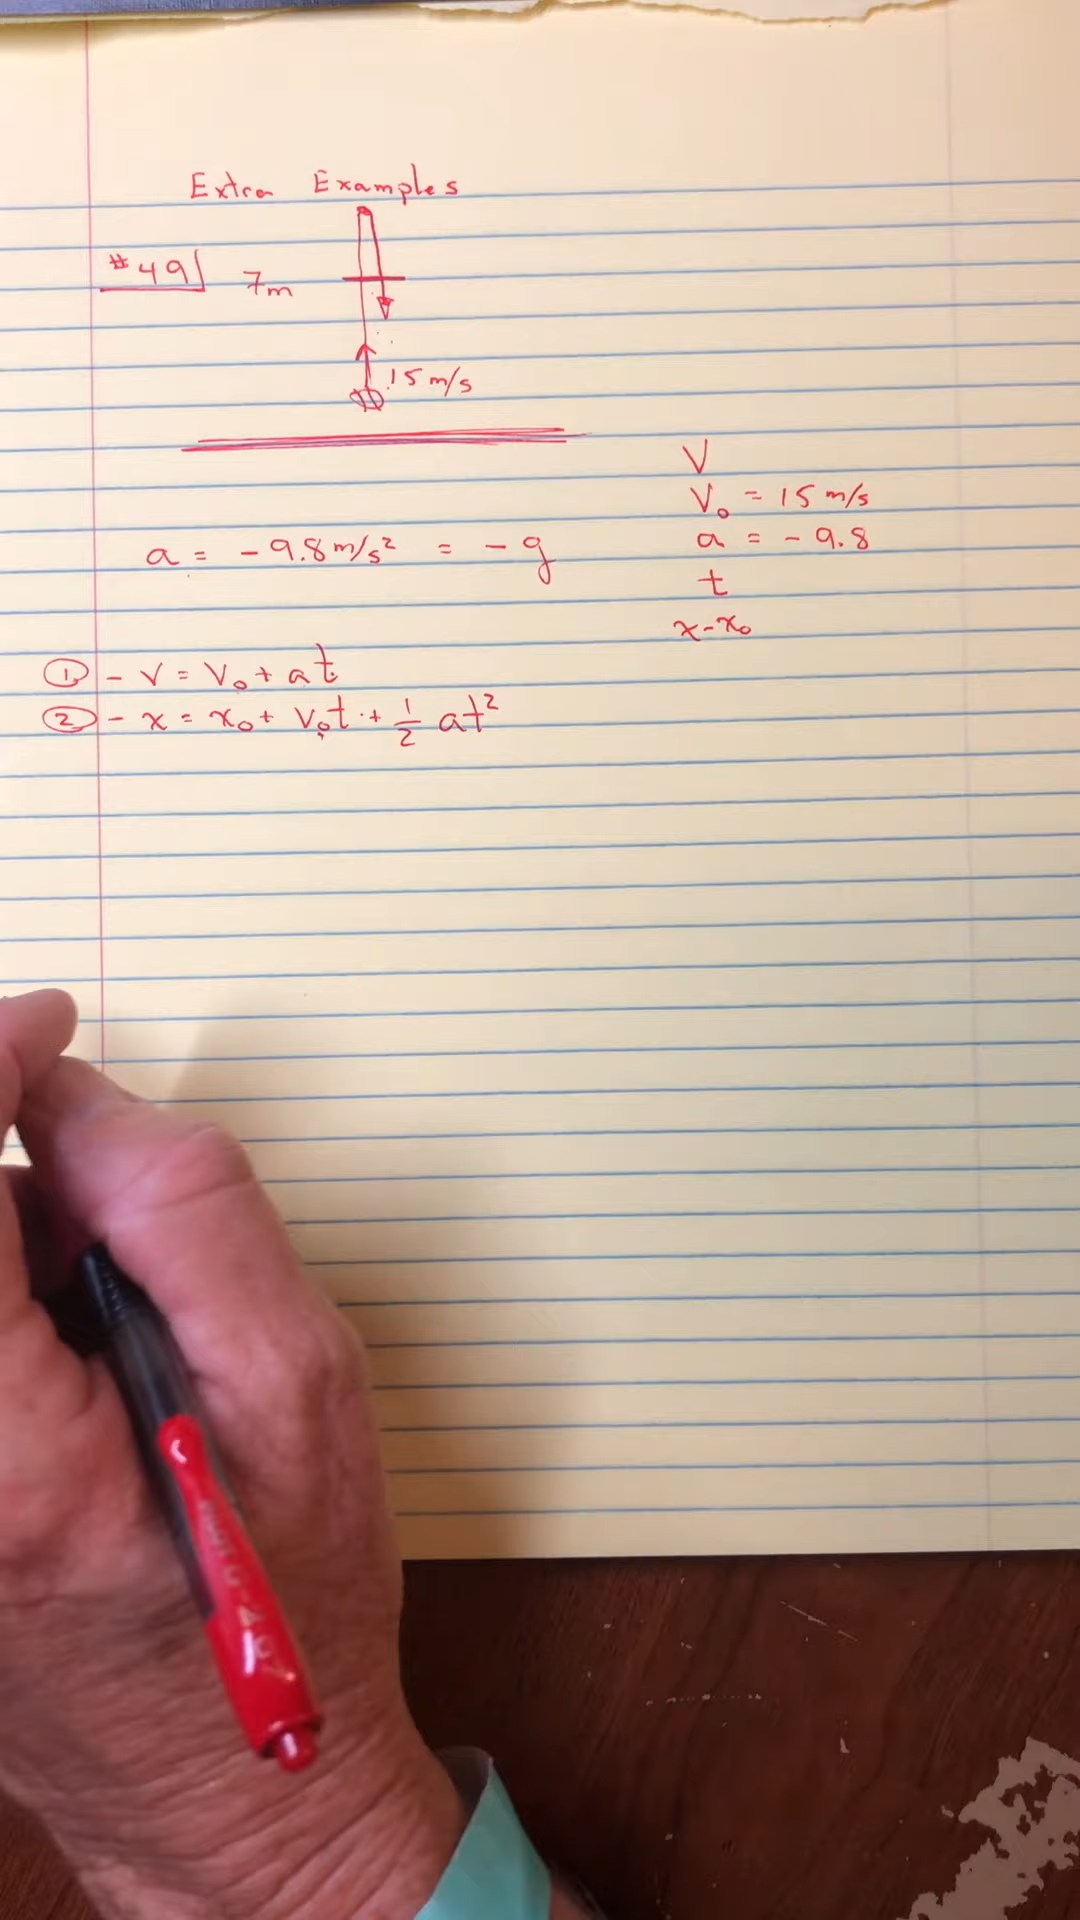 Extra Examples
#49 7m
15 m/s
V
V₀ = 15 m/s
a = -9.8 m/s² = -g
a = -9.8
t
x-x₀
① - v = v₀ + at
② - x = x₀ + v₀t + 1/2 at²